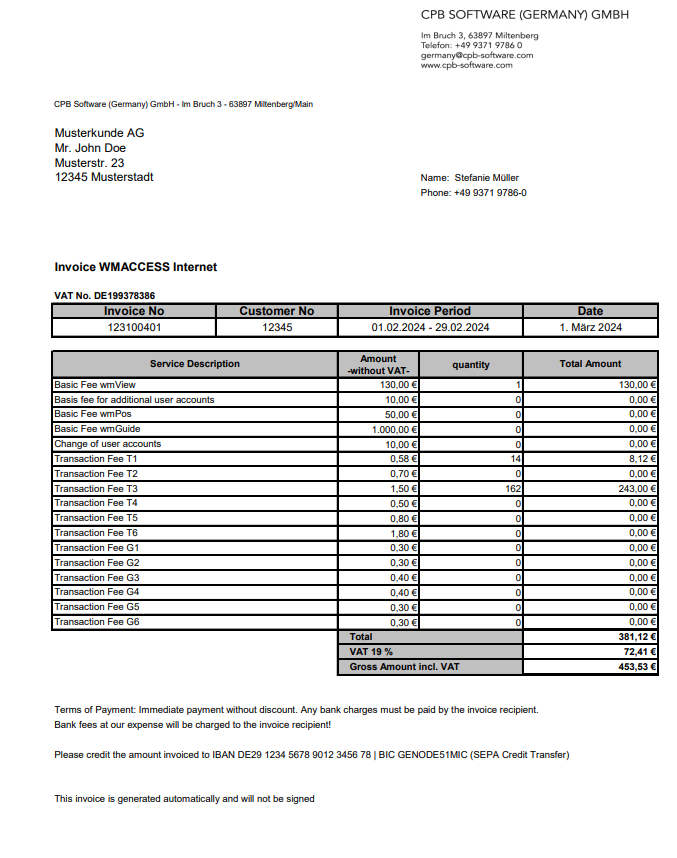 CPB SOFTWARE (GERMANY) GMBH
Im Bruch 3, 63897 Miltenberg
Telefon: +49 9371 9786 0
germany@cpb-software.com
www.cpb-software.com
CPB Software (Germany) GmbH - Im Bruch 3 - 63897 Miltenberg/Main
Musterkunde AG
Mr. John Doe
Musterstr. 23
12345 Musterstadt
Name: Stefanie Müller
Phone: +49 9371 9786-0
Invoice WMACCESS Internet
VAT No. DE199378386
Invoice No Customer No Invoice Period Date
123100401 12345 01.02.2024 - 29.02.2024 1. März 2024
Service Description Amount -without VAT- quantity Total Amount
Basic Fee wmView 130,00 € 1 130,00 €
Basis fee for additional user accounts 10,00 € 0 0,00 €
Basic Fee wmPos 50,00 € 0 0,00 €
Basic Fee wmGuide 1.000,00 € 0 0,00 €
Change of user accounts 10,00 € 0 0,00 €
Transaction Fee T1 0,58 € 14 8,12 €
Transaction Fee T2 0,70 € 0 0,00 €
Transaction Fee T3 1,50 € 162 243,00 €
Transaction Fee T4 0,50 € 0 0,00 €
Transaction Fee T5 0,80 € 0 0,00 €
Transaction Fee T6 1,80 € 0 0,00 €
Transaction Fee G1 0,30 € 0 0,00 €
Transaction Fee G2 0,30 € 0 0,00 €
Transaction Fee G3 0,40 € 0 0,00 €
Transaction Fee G4 0,40 € 0 0,00 €
Transaction Fee G5 0,30 € 0 0,00 €
Transaction Fee G6 0,30 € 0 0,00 €
Total 381,12 €
VAT 19 % 72,41 €
Gross Amount incl. VAT 453,53 €
Terms of Payment: Immediate payment without discount. Any bank charges must be paid by the invoice recipient.
Bank fees at our expense will be charged to the invoice recipient!
Please credit the amount invoiced to IBAN DE29 1234 5678 9012 3456 78 | BIC GENODE51MIC (SEPA Credit Transfer)
This invoice is generated automatically and will not be signed